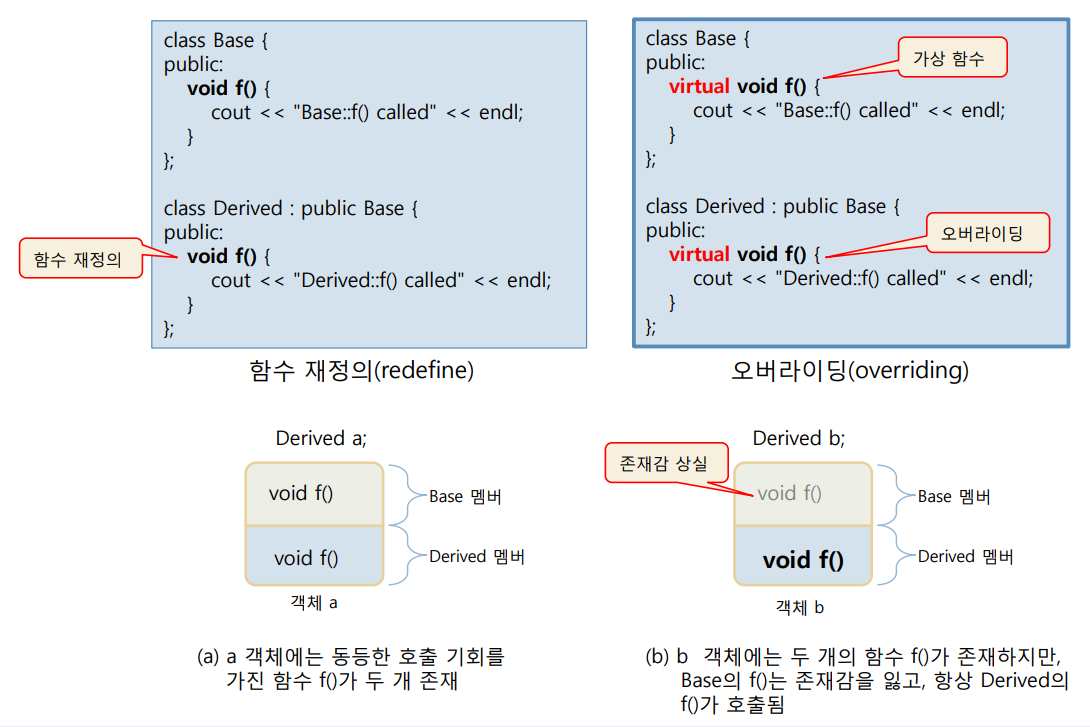 class Base {
public:
void f() {
cout << "Base::f() called" << endl;
}
};
class Derived : public Base {
public:
void f() {
cout << "Derived::f() called" << endl;
}
};
함수 재정의
함수 재정의(redefine)
class Base {
public:
virtual void f() {
cout << "Base::f() called" << endl;
}
};
class Derived : public Base {
public:
virtual void f() {
cout << "Derived::f() called" << endl;
}
};
가상 함수
오버라이딩
오버라이딩(overriding)
Derived a;
void f()
Base 멤버
void f()
Derived 멤버
객체 a
(a) a 객체에는 동등한 호출 기회를
가진 함수 f()가 두 개 존재
Derived b;
존재감 상실
void f()
Base 멤버
void f()
Derived 멤버
객체 b
(b) b 객체에는 두 개의 함수 f()가 존재하지만,
Base의 f()는 존재감을 잃고, 항상 Derived의
f()가 호출됨